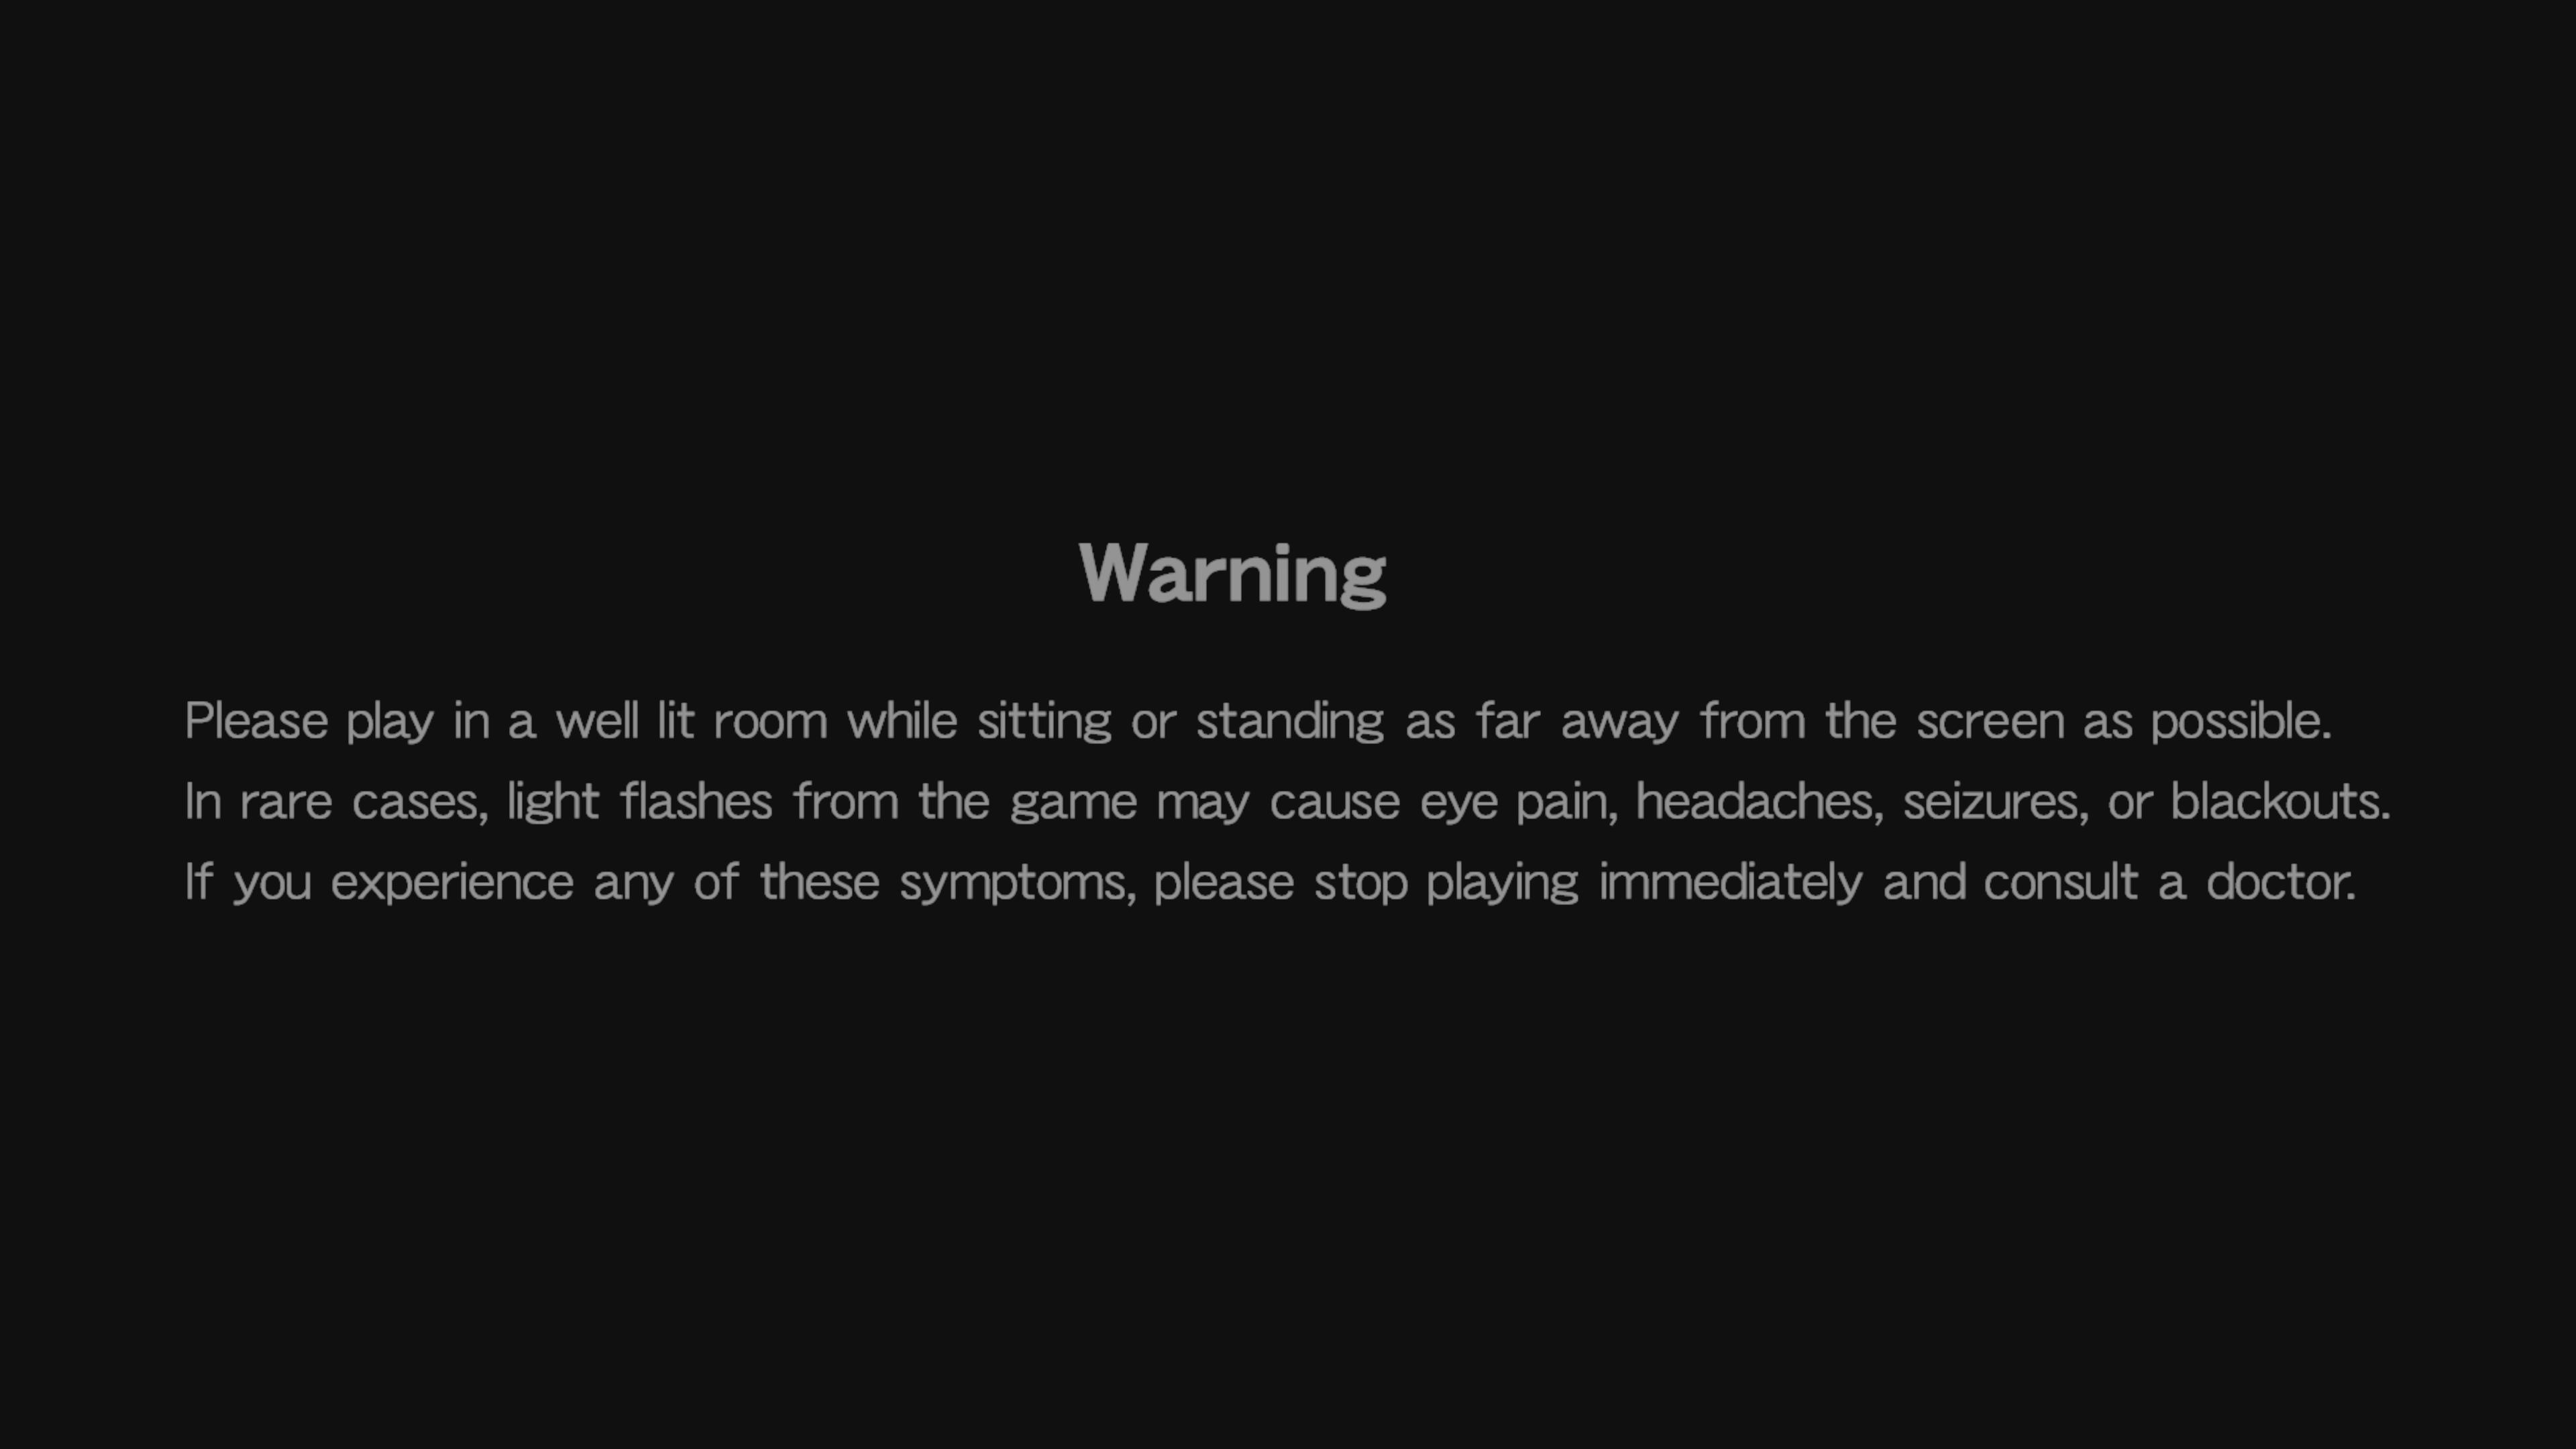 Warning
Please play in a well lit room while sitting or standing as far away from the screen as possible.
In rare cases, light flashes from the game may cause eye pain, headaches, seizures, or blackouts.
If you experience any of these symptoms, please stop playing immediately and consult a doctor.